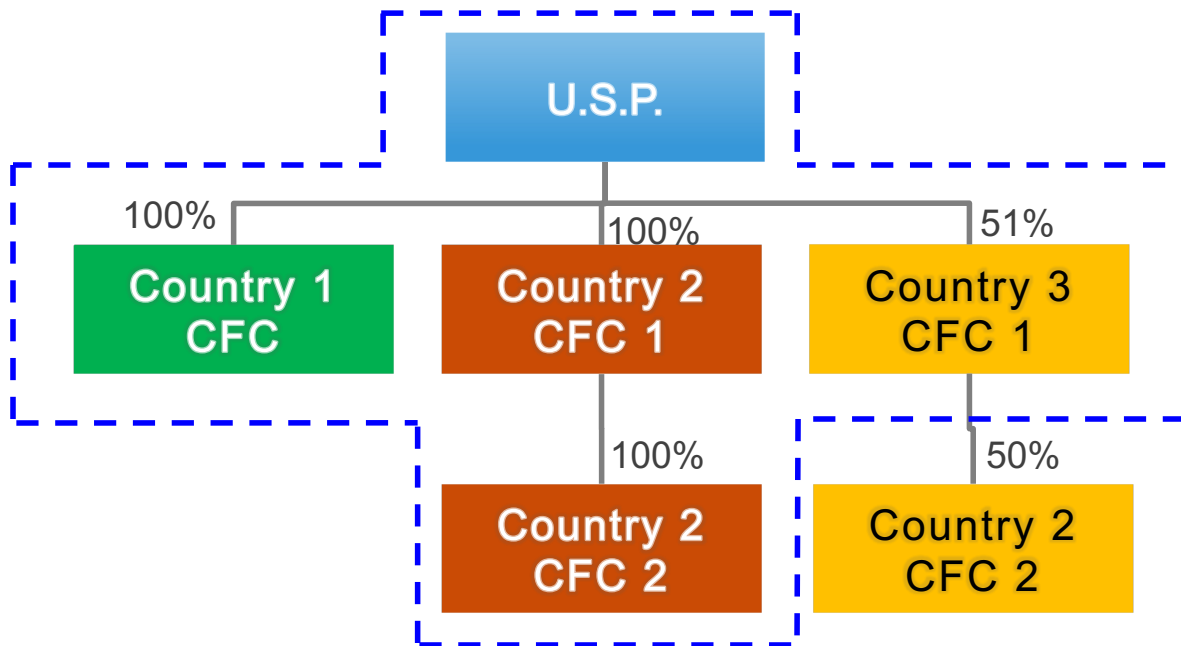 U.S.P.
100%
100%
51%
Country 1
CFC
Country 2
CFC 1
Country 3
CFC 1
100%
50%
Country 2
CFC 2
Country 2
CFC 2